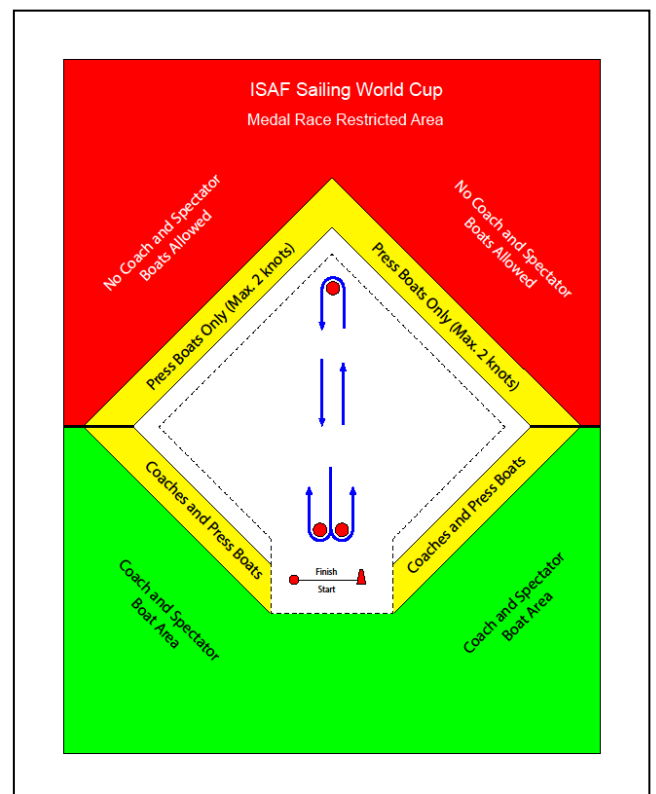 ISAF Sailing World Cup
Medal Race Restricted Area
No Coach and Spectator
Boats Allowed
No Coach and Spectator
Boats Allowed
Press Boats Only (Max. 2 knots)
Press Boats Only (Max. 2 knots)
Coaches and Press Boats
Coaches and Press Boats
Finish
Start
Coach and Spectator
Boat Area
Coach and Spectator
Boat Area